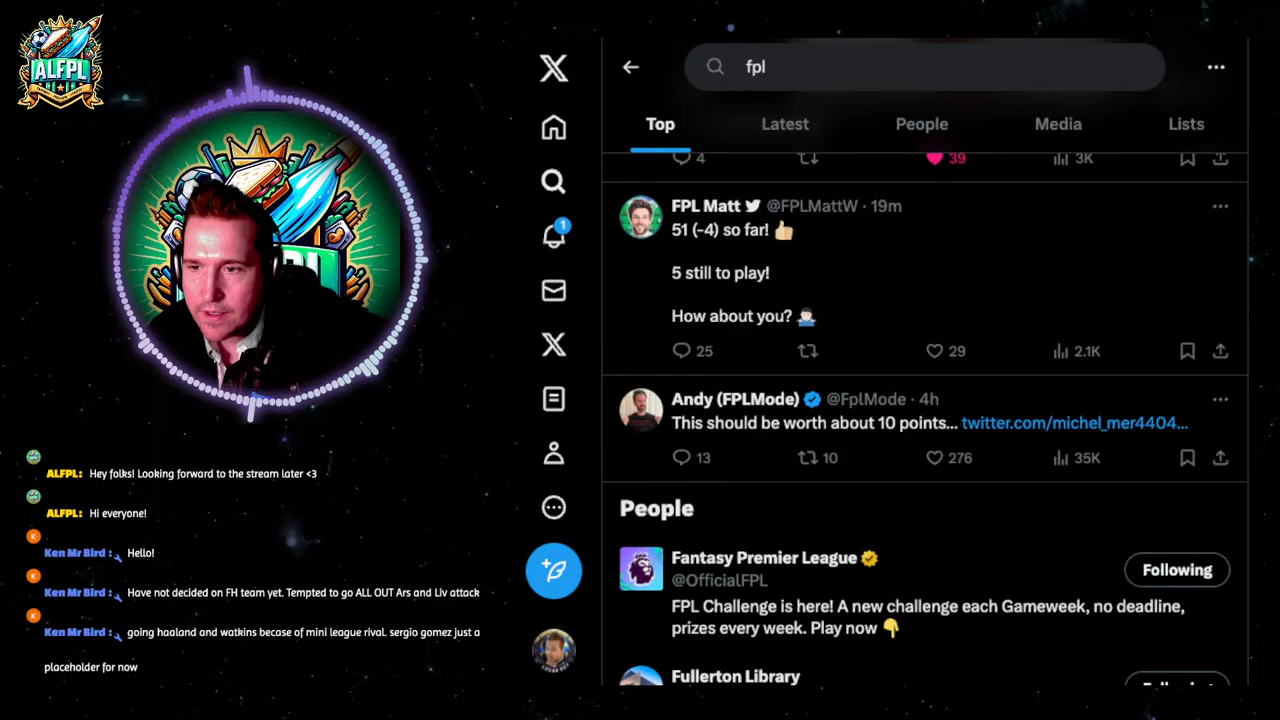 ALFPL
fpl
Top
Latest
People
Media
Lists
4
39
3K
1
FPL Matt @FPLMattW · 19m
51 (-4) so far! 👍🏼
5 still to play!
How about you? 🤷🏻‍♂️
25
29
2.1K
Andy (FPLMode) @FplMode · 4h
This should be worth about 10 points... twitter.com/michel_mer4404...
13
10
276
35K
People
Fantasy Premier League
@OfficialFPL
Following
FPL Challenge is here! A new challenge each Gameweek, no deadline,
prizes every week. Play now 👇
Fullerton Library
ALFPL: Hey folks! Looking forward to the stream later <3
ALFPL: Hi everyone!
K
Ken Mr Bird : Hello!
K
Ken Mr Bird : Have not decided on FH team yet. Tempted to go ALL OUT Ars and Liv attack
K
Ken Mr Bird : going haaland and watkins becase of mini league rival. sergio gomez just a
placeholder for now